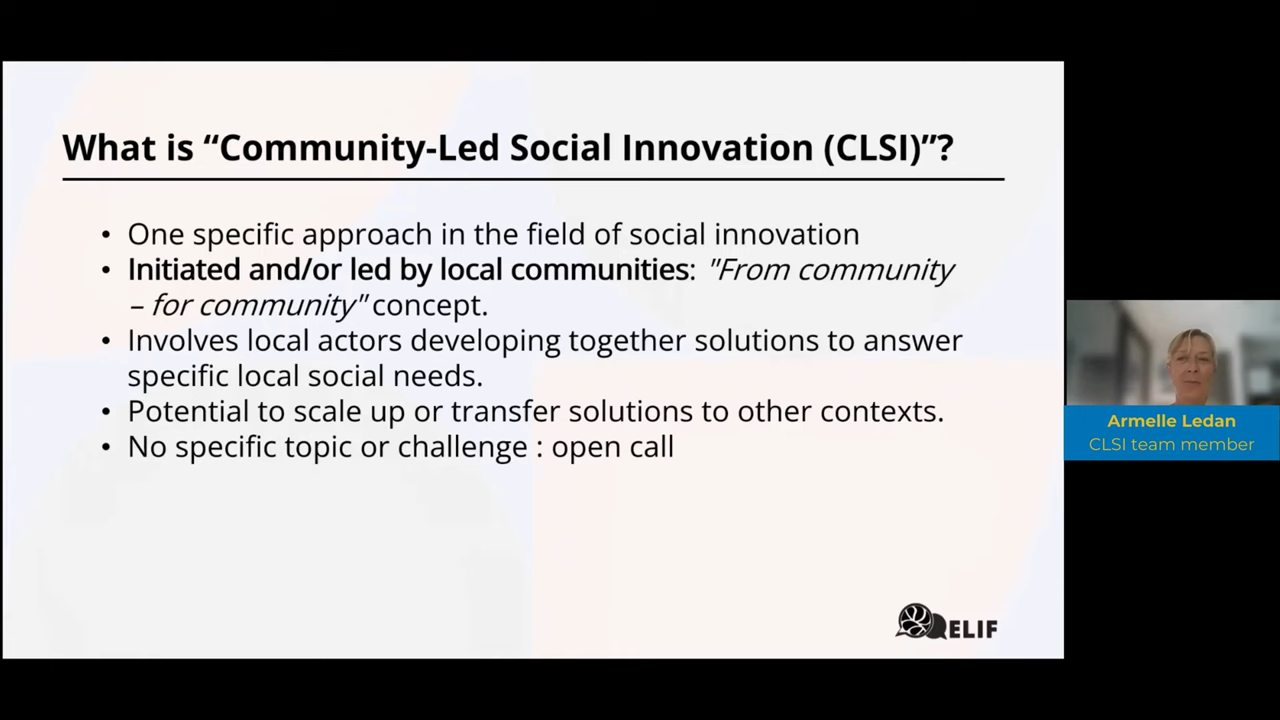 What is “Community-Led Social Innovation (CLSI)”?
• One specific approach in the field of social innovation
• Initiated and/or led by local communities: "From community
– for community" concept.
• Involves local actors developing together solutions to answer
specific local social needs.
• Potential to scale up or transfer solutions to other contexts.
• No specific topic or challenge : open call
Armelle Ledan
CLSI team member
ELIF